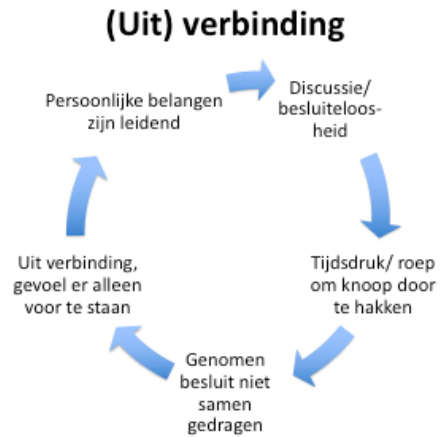 (Uit) verbinding
Persoonlijke belangen
zijn leidend
Discussie/
besluiteloos-
heid
Tijdsdruk/ roep
om knoop door
te hakken
Genomen
besluit niet
samen
gedragen
Uit verbinding,
gevoel er alleen
voor te staan